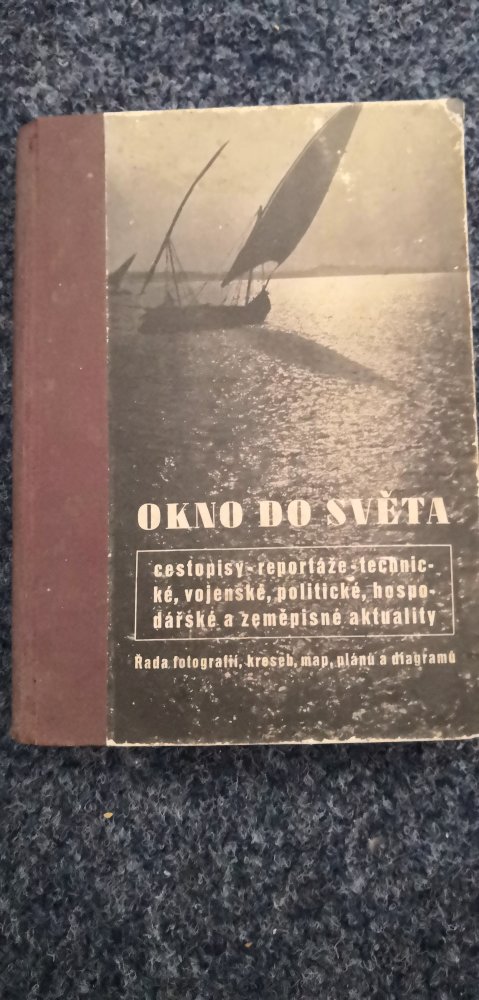 OKNO DO SVĚTA
cestopisy-reportáže-technic-
ké, vojenské, politické, hospo-
dářské a zeměpisné aktuality
Řada fotografií, kreseb, map, plánů a diagramů